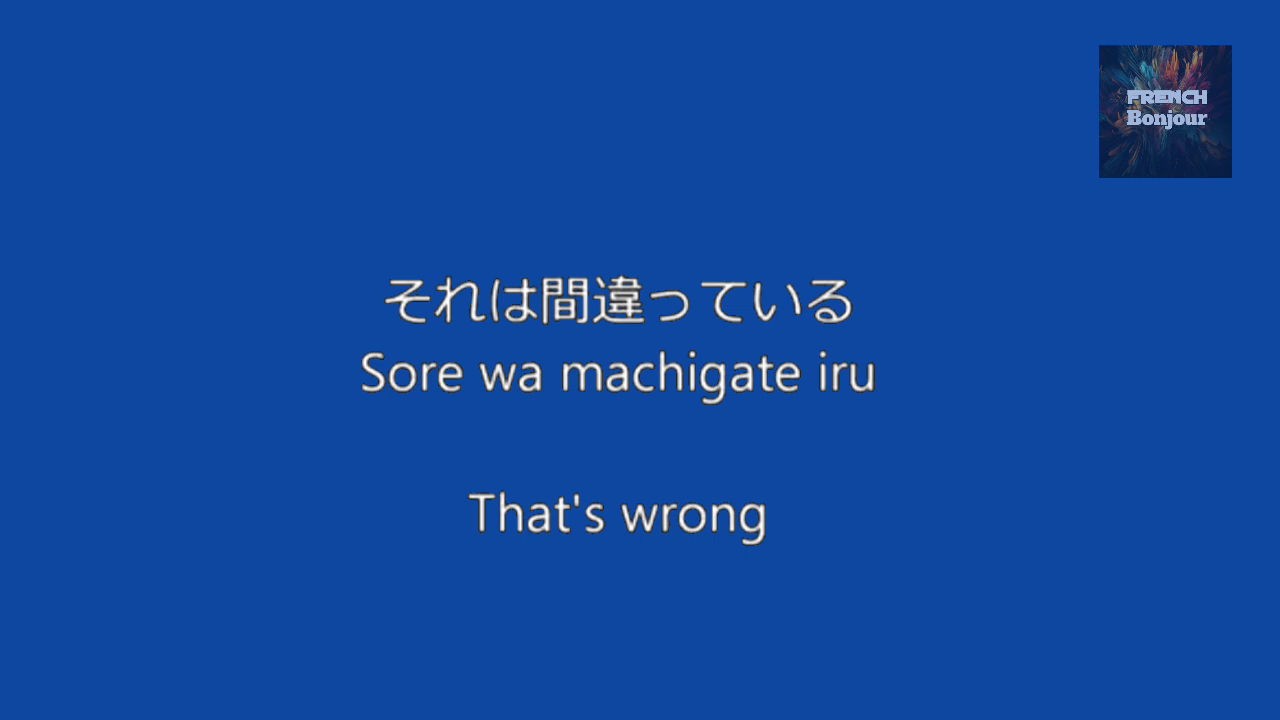 FRENCH
Bonjour
それは間違っている
Sore wa machigate iru
That's wrong